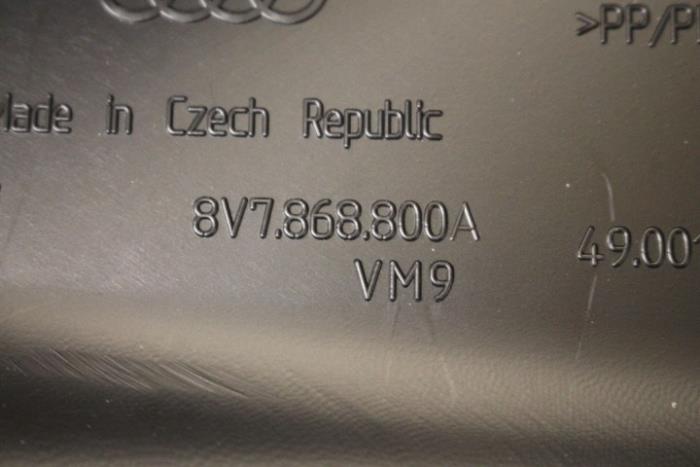 >PP/P
Made in Czech Republic
8V7.868.800A
49.00
VM9